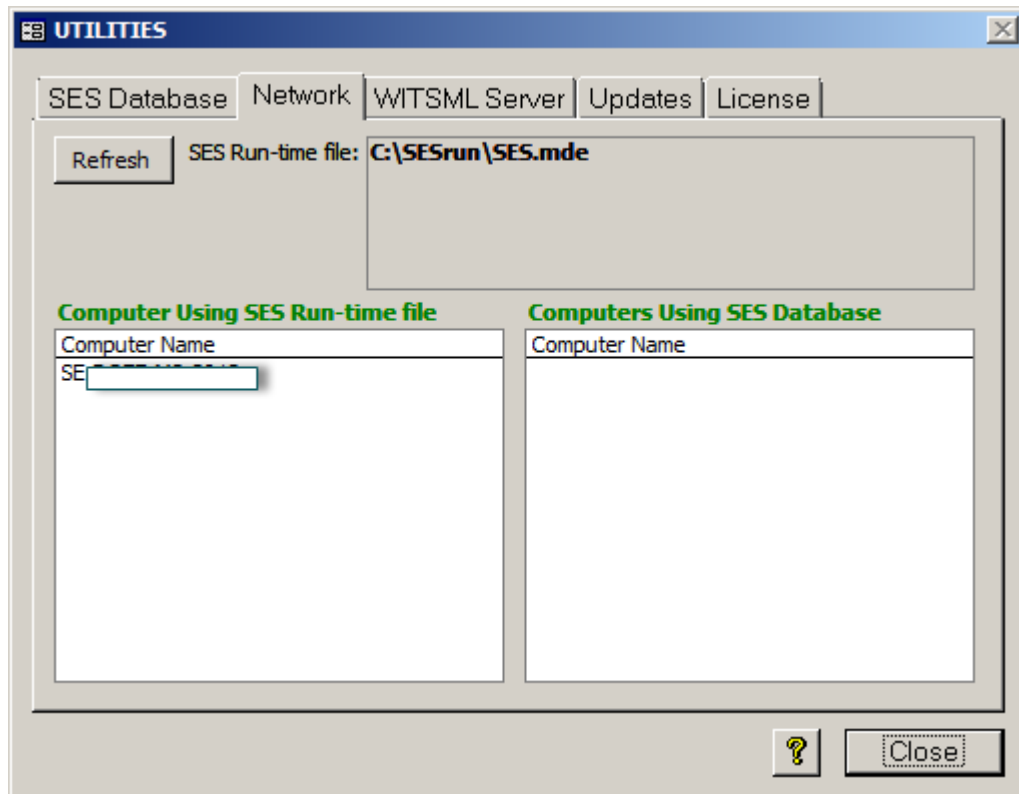 UTILITIES
SES Database Network WITSML Server Updates License
Refresh SES Run-time file: C:\SESrun\SES.mde
Computer Using SES Run-time file Computers Using SES Database
Computer Name Computer Name
SE
? Close